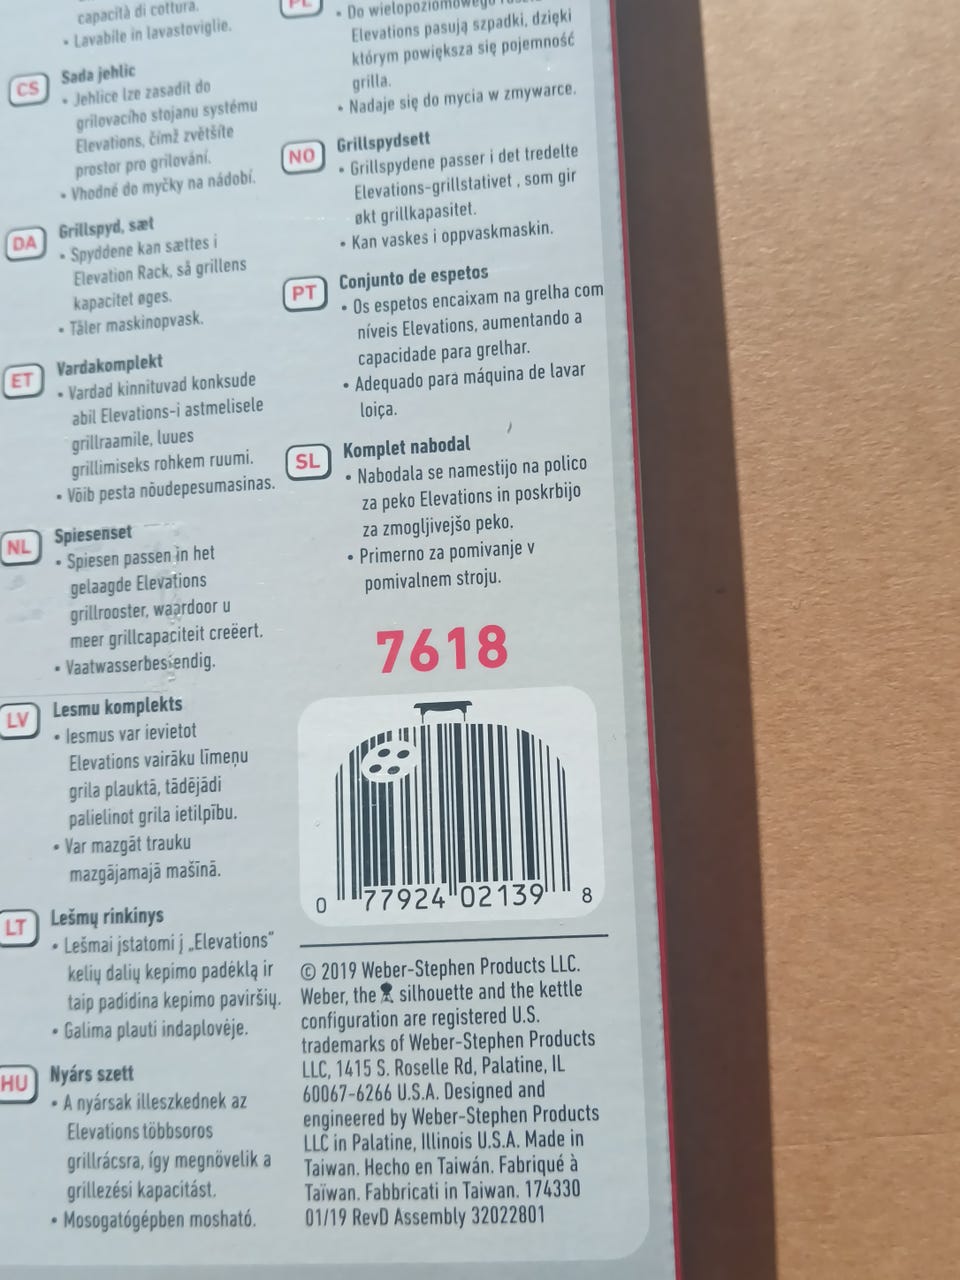 capacità di cottura.
• Lavabile in lavastoviglie.
CS
Sada jehlic
• Jehlice lze zasadit do
grilovacího stojanu systému
Elevations, čímž zvětšíte
prostor pro grilování.
• Vhodné do myčky na nádobí.
DA
Grillspyd, sæt
• Spyddene kan sættes i
Elevation Rack, så grillens
kapacitet øges.
• Tåler maskinopvask.
ET
Vardakomplekt
• Vardad kinnituvad konksude
abil Elevations-i astmelisele
grillraamile, luues
grillimiseks rohkem ruumi.
• Võib pesta nõudepesumasinas.
NL
Spiesenset
• Spiesen passen in het
gelaagde Elevations
grillrooster, waardoor u
meer grillcapaciteit creëert.
• Vaatwasserbestendig.
LV
Lesmu komplekts
• Iesmus var ievietot
Elevations vairāku līmeņu
grila plauktā, tādējādi
palielinot grila ietilpību.
• Var mazgāt trauku
mazgājamajā mašīnā.
LT
Lešmų rinkinys
• Lešmai įstatomi į „Elevations”
kelių dalių kepimo padėklą ir
taip padidina kepimo paviršių.
• Galima plauti indaplovėje.
HU
Nyárs szett
• A nyársak illeszkednek az
Elevations többsoros
grillrácsra, így megnövelik a
grillezési kapacitást.
• Mosogatógépben mosható.
PL
• Do wielopoziomowego
Elevations pasują szpadki, dzięki
którym powiększa się pojemność
grilla.
• Nadaje się do mycia w zmywarce.
NO
Grillspydsett
• Grillspydene passer i det tredelte
Elevations-grillstativet , som gir
økt grillkapasitet.
• Kan vaskes i oppvaskmaskin.
PT
Conjunto de espetos
• Os espetos encaixam na grelha com
níveis Elevations, aumentando a
capacidade para grelhar.
• Adequado para máquina de lavar
loiça.
SL
Komplet nabodal
• Nabodala se namestijo na polico
za peko Elevations in poskrbijo
za zmogljivejšo peko.
• Primerno za pomivanje v
pomivalnem stroju.
7618
0 77924 02139 8
© 2019 Weber-Stephen Products LLC.
Weber, the silhouette and the kettle
configuration are registered U.S.
trademarks of Weber-Stephen Products
LLC, 1415 S. Roselle Rd, Palatine, IL
60067-6266 U.S.A. Designed and
engineered by Weber-Stephen Products
LLC in Palatine, Illinois U.S.A. Made in
Taiwan. Hecho en Taiwán. Fabriqué à
Taïwan. Fabbricati in Taiwan. 174330
01/19 RevD Assembly 32022801